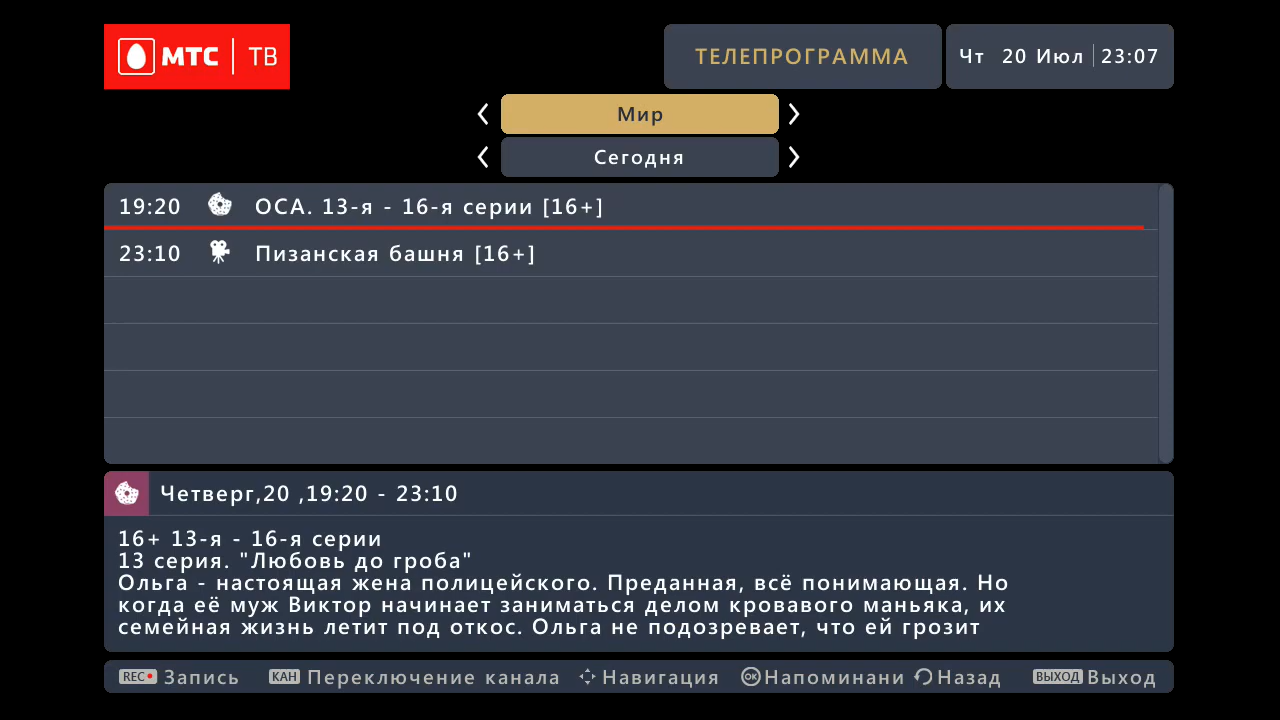 МТС ТВ
ТЕЛЕПРОГРАММА
Чт 20 Июл 23:07
Мир
Сегодня
19:20 ОСА. 13-я - 16-я серии [16+]
23:10 Пизанская башня [16+]
Четверг,20 ,19:20 - 23:10
16+ 13-я - 16-я серии
13 серия. "Любовь до гроба"
Ольга - настоящая жена полицейского. Преданная, всё понимающая. Но
когда её муж Виктор начинает заниматься делом кровавого маньяка, их
семейная жизнь летит под откос. Ольга не подозревает, что ей грозит
REC Запись КАН Переключение канала Навигация OK Напоминани Назад ВЫХОД Выход